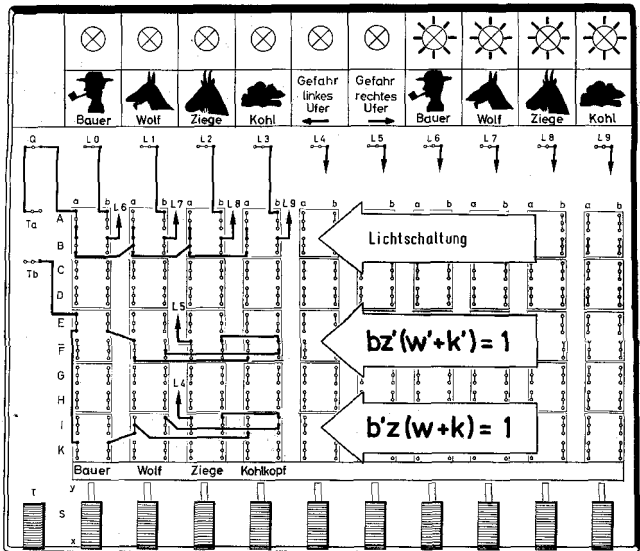 Gefahr Gefahr
linkes rechtes
Ufer Ufer
Bauer Wolf Ziege Kohl Bauer Wolf Ziege Kohl
Q L0 L1 L2 L3 L4 L5 L6 L7 L8 L9
a b L6 a b L7 a b L8 a b L9 a b b a b a b a b a b
Ta A
B Lichtschaltung
Tb C
D
L5
E bz'(w'+k') = 1
F̅
G
L4
H
I b'z(w+k) = 1
K
Bauer Wolf Ziege Kohlkopf
T y
S
x